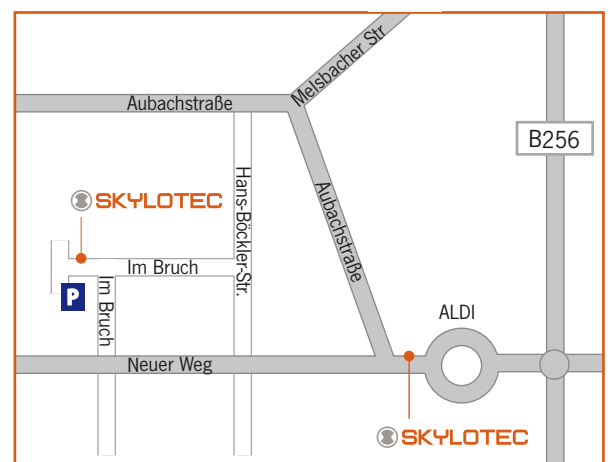 Melsbacher Str
Aubachstraße
B256
Hans-Böckler-Str.
Aubachstraße
SKYLOTEC
Im Bruch
P
Im Bruch
ALDI
Neuer Weg
SKYLOTEC